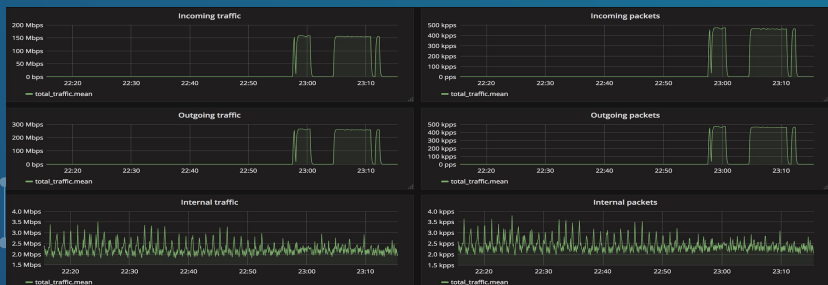 Incoming traffic
200 Mbps
150 Mbps
100 Mbps
50 Mbps
0 bps
22:20 22:30 22:40 22:50 23:00 23:10
total_traffic.mean
Incoming packets
500 kpps
400 kpps
300 kpps
200 kpps
100 kpps
0 pps
22:20 22:30 22:40 22:50 23:00 23:10
total_traffic.mean
Outgoing traffic
300 Mbps
200 Mbps
100 Mbps
0 bps
22:20 22:30 22:40 22:50 23:00 23:10
total_traffic.mean
Outgoing packets
500 kpps
400 kpps
300 kpps
200 kpps
100 kpps
0 pps
22:20 22:30 22:40 22:50 23:00 23:10
total_traffic.mean
Internal traffic
4.0 Mbps
3.5 Mbps
3.0 Mbps
2.5 Mbps
2.0 Mbps
1.5 Mbps
22:20 22:30 22:40 22:50 23:00 23:10
total_traffic.mean
Internal packets
4.0 kpps
3.5 kpps
3.0 kpps
2.5 kpps
2.0 kpps
1.5 kpps
22:20 22:30 22:40 22:50 23:00 23:10
total_traffic.mean